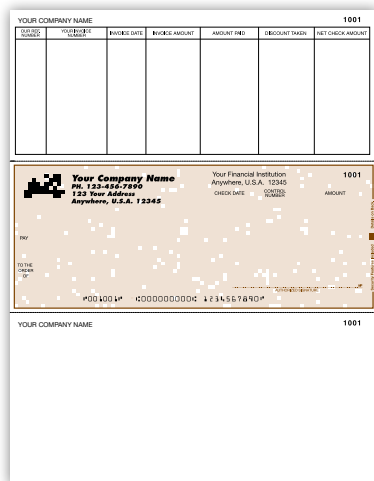 YOUR COMPANY NAME 1001
OUR REF. NUMBER YOUR INVOICE NUMBER INVOICE DATE INVOICE AMOUNT AMOUNT PAID DISCOUNT TAKEN NET CHECK AMOUNT
Your Company Name Your Financial Institution 1001
PH. 123-456-7890 Anywhere, U.S.A. 12345
123 Your Address CHECK DATE CONTROL NUMBER AMOUNT
Anywhere, U.S.A. 12345
PAY
TO THE
ORDER
OF
AUTHORIZED SIGNATURE
⑈001001⑈ ⑆000000000⑆ 1234567890⑈
YOUR COMPANY NAME 1001